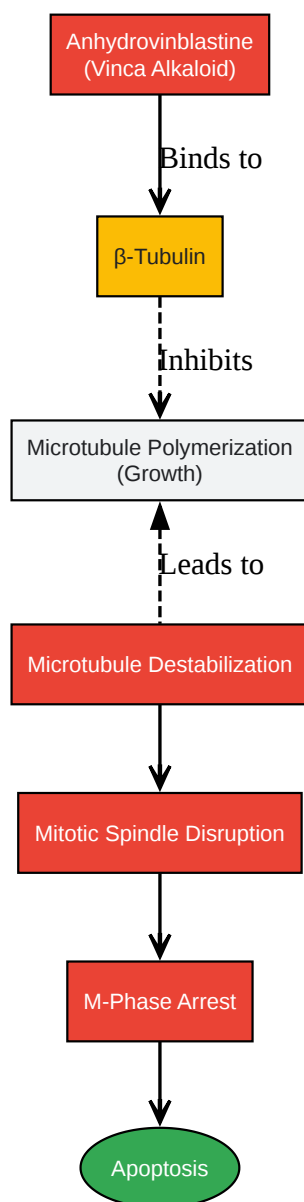 Anhydrovinblastine
(Vinca Alkaloid)
Binds to
β-Tubulin
Inhibits
Microtubule Polymerization
(Growth)
Leads to
Microtubule Destabilization
Mitotic Spindle Disruption
M-Phase Arrest
Apoptosis